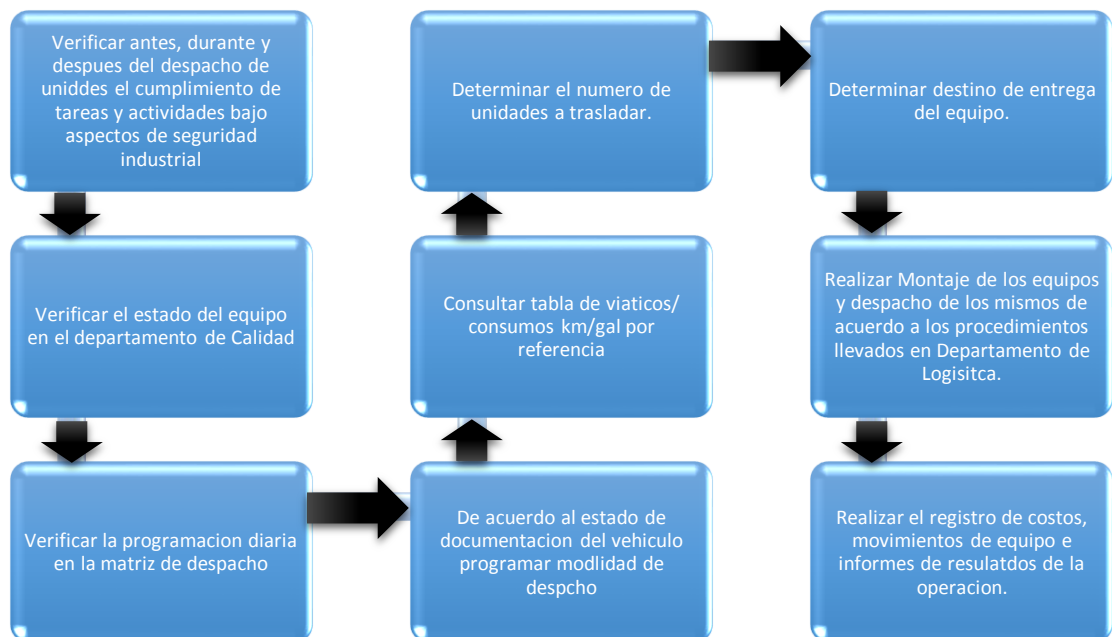 Verificar antes, durante y
despues del despacho de
uniddes el cumplimiento de
tareas y actividades bajo
aspectos de seguridad
industrial
Verificar el estado del equipo
en el departamento de Calidad
Verificar la programacion diaria
en la matriz de despacho
De acuerdo al estado de
documentacion del vehiculo
programar modlidad de
despcho
Consultar tabla de viaticos/
consumos km/gal por
referencia
Determinar el numero de
unidades a trasladar.
Determinar destino de entrega
del equipo.
Realizar Montaje de los equipos
y despacho de los mismos de
acuerdo a los procedimientos
llevados en Departamento de
Logisitca.
Realizar el registro de costos,
movimientos de equipo e
informes de resulatdos de la
operacion.